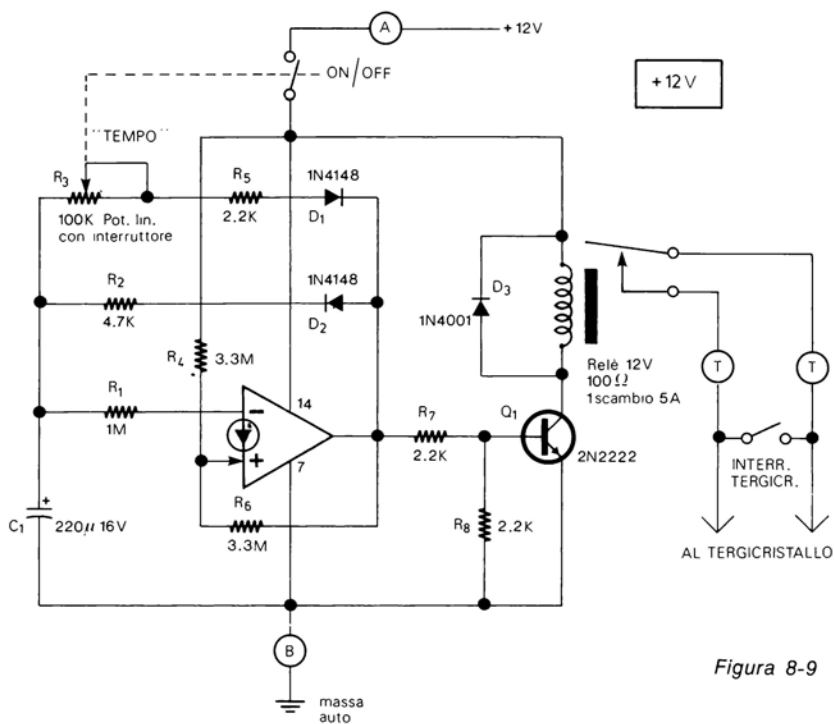 A
+12V
ON/OFF
+12V
"TEMPO"
R3
100K Pot. lin.
con interruttore
R5
2.2K
1N4148
D1
R2
4.7K
1N4148
D2
R4
3.3M
R1
1M
14
7
R6
3.3M
C1
220µ 16V
+
R7
2.2K
R8
2.2K
Q1
2N2222
D3
1N4001
Relè 12V
100Ω
1scambio 5A
T
T
INTERR.
TERGICR.
AL TERGICRISTALLO
B
massa
auto
Figura 8-9